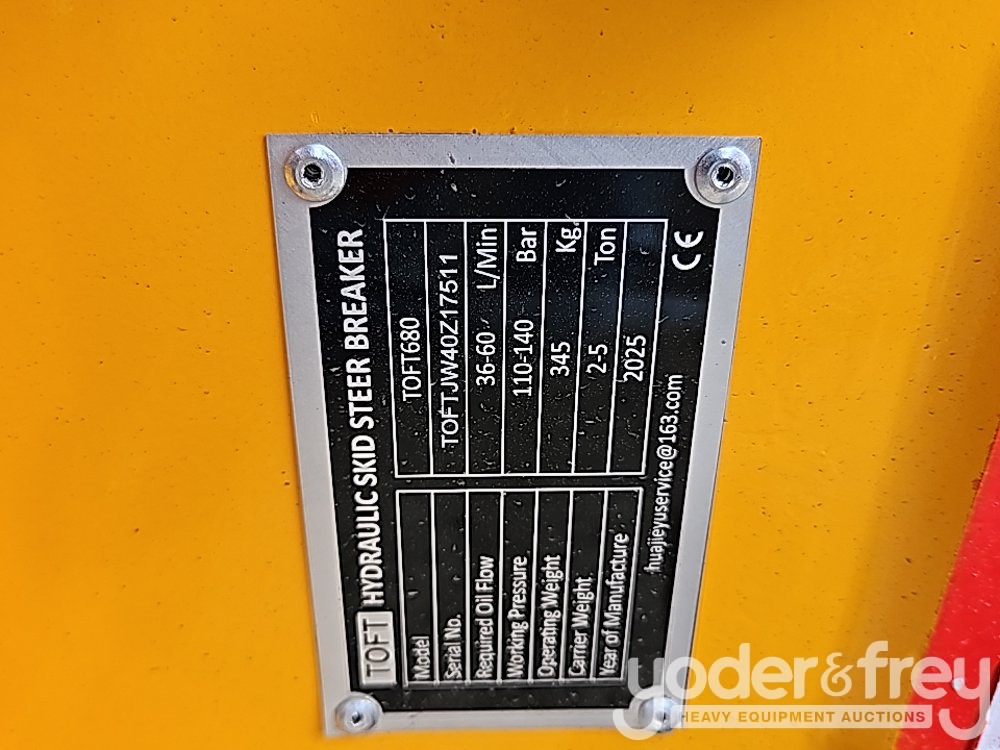 TOFT HYDRAULIC SKID STEER BREAKER
Model TOFT680
Serial No. TOFTJW40Z17511
Required Oil Flow 36-60 L/Min
Working Pressure 110-140 Bar
Operating Weight 345 Kg
Carrier Weight 2-5 Ton
Year of Manufacture 2025
huajieyuservice@163.com CE
yoder&frey
HEAVY EQUIPMENT AUCTIONS